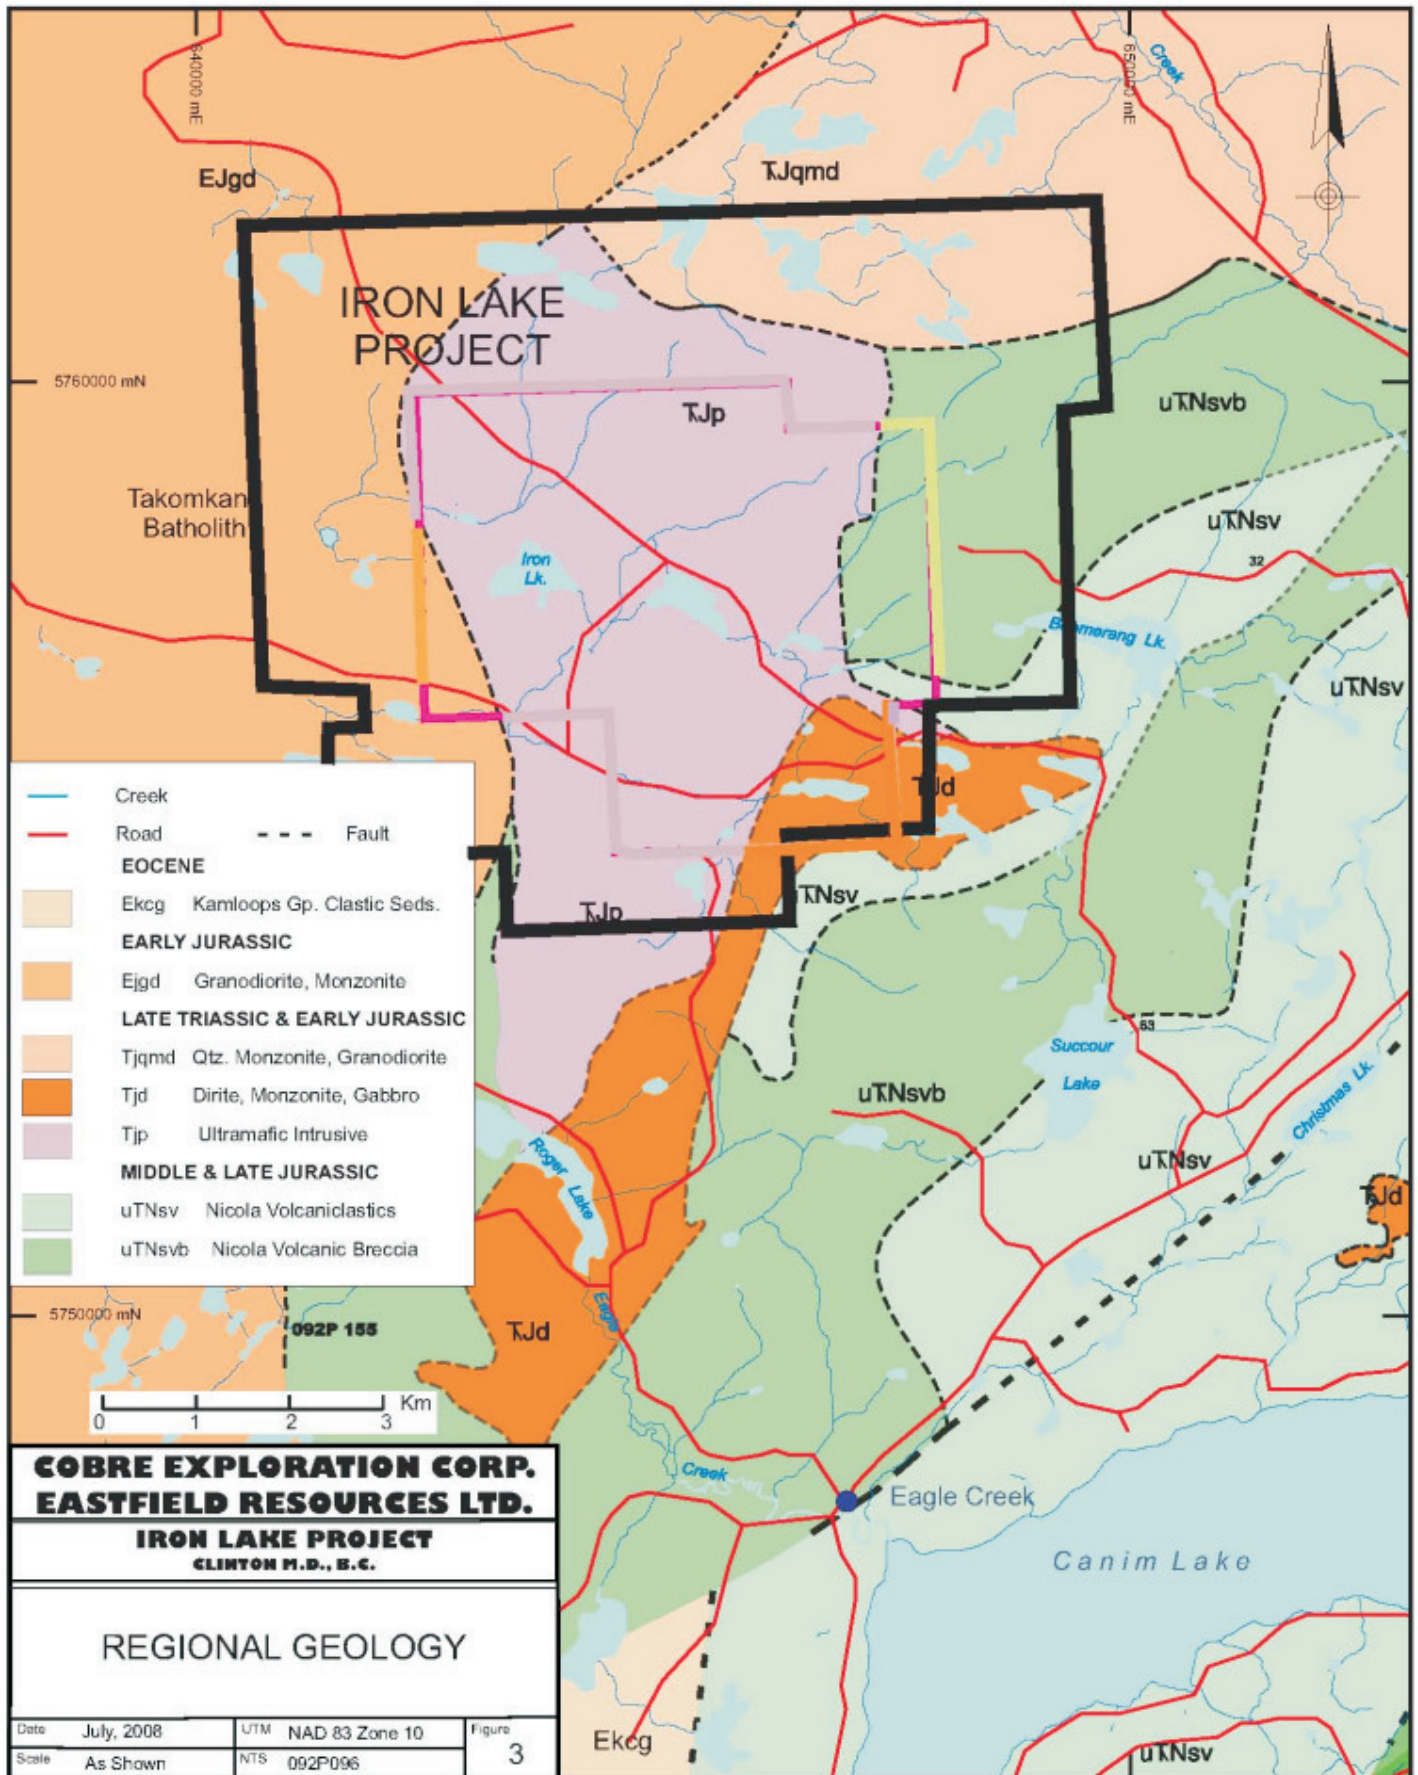 640000 mE
650000 mE
Creek
EJgd
TJqmd
IRON LAKE
PROJECT
5760000 mN
TJp
uTNsvb
Takomkan
Batholith
uTNsv
32
Iron
Lk.
Boomerang Lk.
uTNsv
TJd
Creek
Road
Fault
EOCENE
Ekcg Kamloops Gp. Clastic Seds.
EARLY JURASSIC
Ejgd Granodiorite, Monzonite
LATE TRIASSIC & EARLY JURASSIC
Tjqmd Qtz. Monzonite, Granodiorite
Tjd Dirite, Monzonite, Gabbro
Tjp Ultramafic Intrusive
MIDDLE & LATE JURASSIC
uTNsv Nicola Volcaniclastics
uTNsvb Nicola Volcanic Breccia
TJp
TNsv
63
Succour
Lake
Christmas Lk.
uTNsvb
uTNsv
TJd
Roger Lake
5750000 mN
092P 155
TJd
Eagle
0 1 2 3 Km
Creek
Eagle Creek
Canim Lake
Ekcg
uTNsv
COBRE EXPLORATION CORP.
EASTFIELD RESOURCES LTD.
IRON LAKE PROJECT
CLINTON M.D., B.C.
REGIONAL GEOLOGY
Date July, 2008 UTM NAD 83 Zone 10 Figure
3
Scale As Shown NTS 092P096